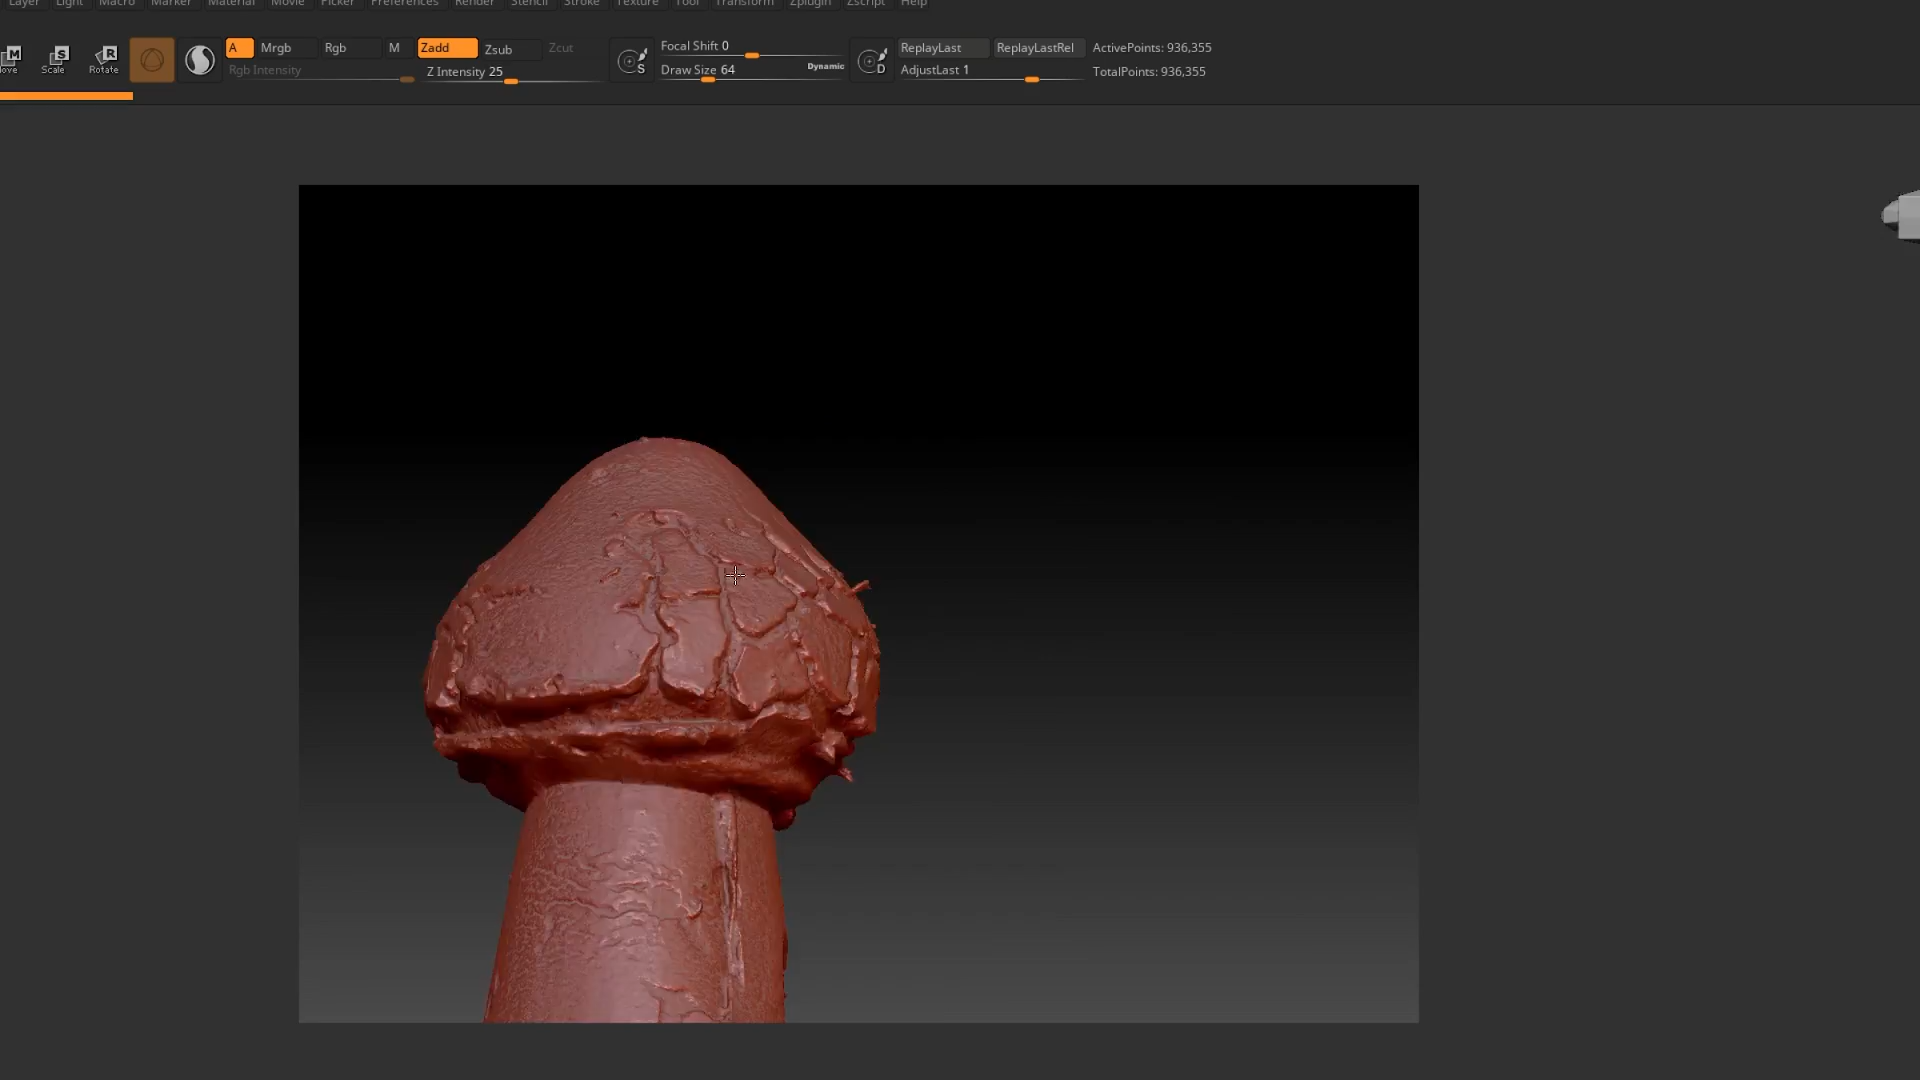 Layer Light Macro Marker Material Movie Picker Preferences Render Stencil Stroke Texture Tool Transform Zplugin Zscript Help
M S R A Mrgb Rgb M Zadd Zsub Zcut Focal Shift 0 ReplayLast ReplayLastRel ActivePoints: 936,355
Scale Rotate Rgb Intensity Z Intensity 25 S Draw Size 64 Dynamic D AdjustLast 1 TotalPoints: 936,355